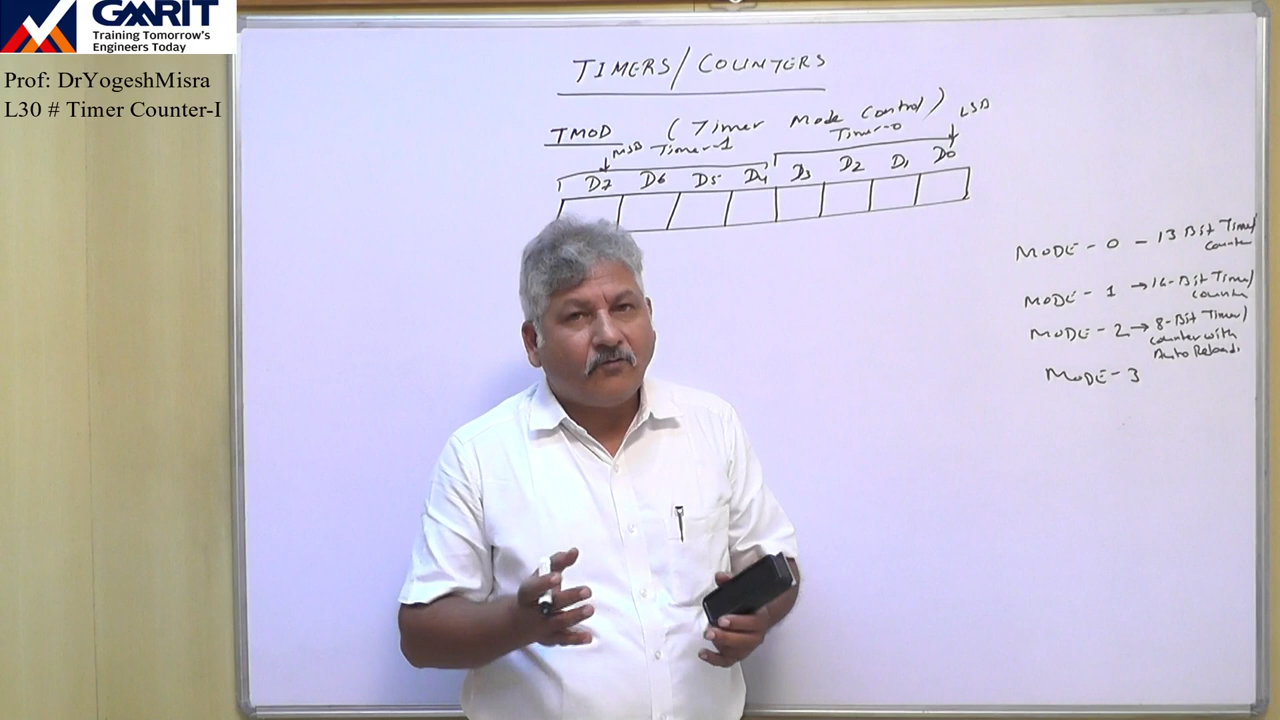 GMRIT
Training Tomorrow's
Engineers Today
Prof: DrYogeshMisra
L30 # Timer Counter-I
TIMERS/COUNTERS
TMOD (Timer Mode Control)
MSB Timer-1 Timer-0 LSB
D7 D6 D5 D4 D3 D2 D1 D0
MODE - 0 - 13 Bit Timer/
Counter
MODE - 1 → 16-Bit Timer/
Counter
MODE - 2 → 8-Bit Timer/
counter with
Auto Reload.
MODE - 3